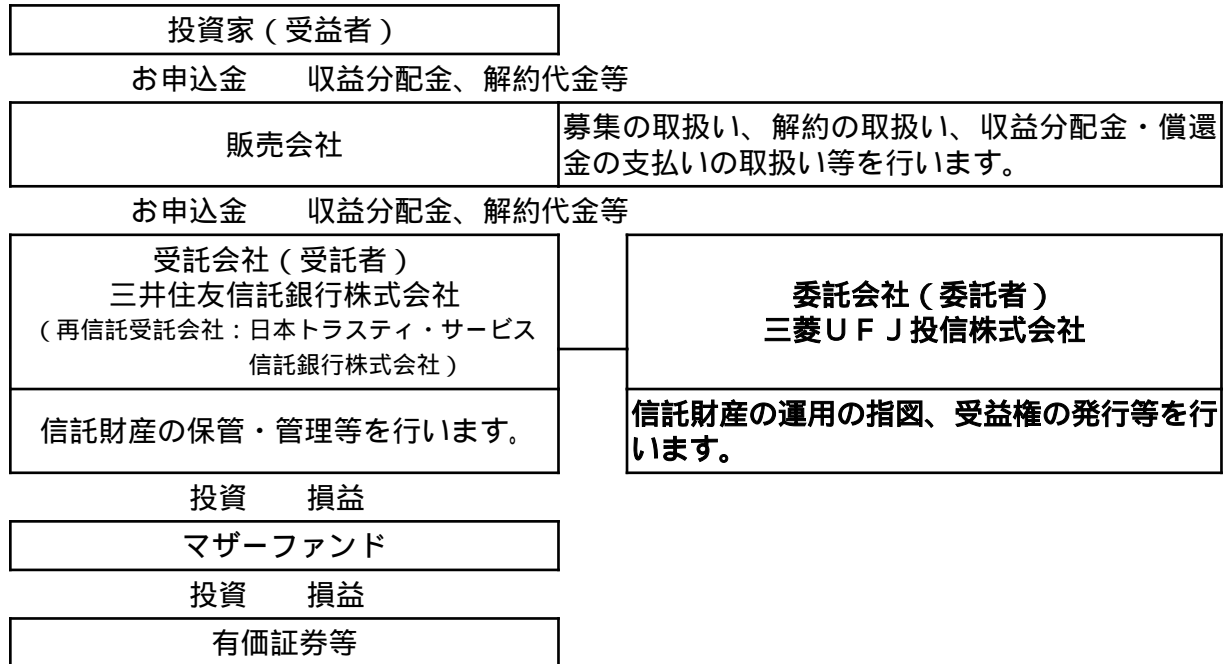 投資家（受益者）
お申込金　　収益分配金、解約代金等
販売会社
募集の取扱い、解約の取扱い、収益分配金・償還
金の支払いの取扱い等を行います。
お申込金　　収益分配金、解約代金等
受託会社（受託者）
三井住友信託銀行株式会社
（再信託受託会社：日本トラスティ・サービス
信託銀行株式会社）
信託財産の保管・管理等を行います。
委託会社（委託者）
三菱ＵＦＪ投信株式会社
信託財産の運用の指図、受益権の発行等を行
います。
投資　　損益
マザーファンド
投資　　損益
有価証券等